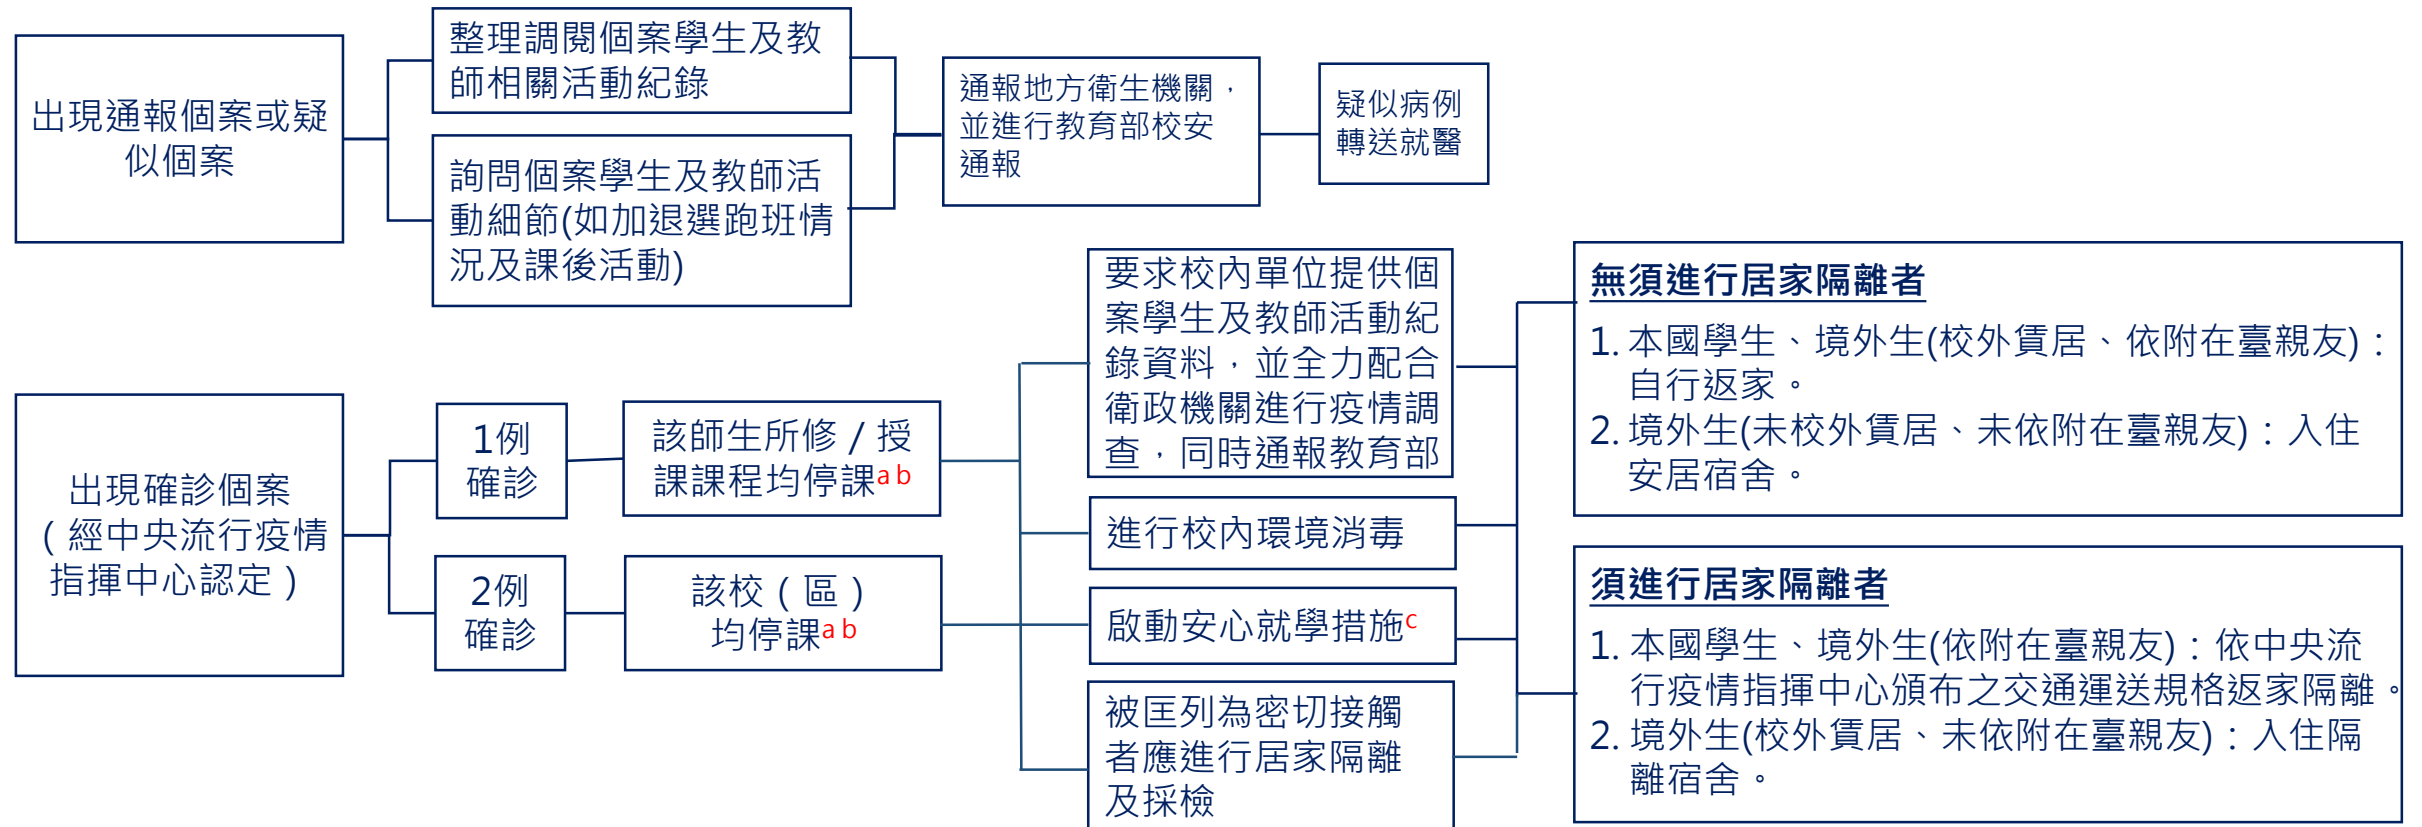 出現通報個案或疑
似個案
整理調閱個案學生及教
師相關活動紀錄
詢問個案學生及教師活
動細節(如加退選跑班情
況及課後活動)
通報地方衛生機關，
並進行教育部校安
通報
疑似病例
轉送就醫
出現確診個案
（經中央流行疫情
指揮中心認定）
1例
確診
該師生所修／授
課課程均停課a b
2例
確診
該校（區）
均停課a b
要求校內單位提供個
案學生及教師活動紀
錄資料，並全力配合
衛政機關進行疫情調
查，同時通報教育部
進行校內環境消毒
啟動安心就學措施c
被匡列為密切接觸
者應進行居家隔離
及採檢
無須進行居家隔離者
1. 本國學生、境外生(校外賃居、依附在臺親友)：
自行返家。
2. 境外生(未校外賃居、未依附在臺親友)：入住
安居宿舍。
須進行居家隔離者
1. 本國學生、境外生(依附在臺親友)：依中央流
行疫情指揮中心頒布之交通運送規格返家隔離。
2. 境外生(校外賃居、未依附在臺親友)：入住隔
離宿舍。